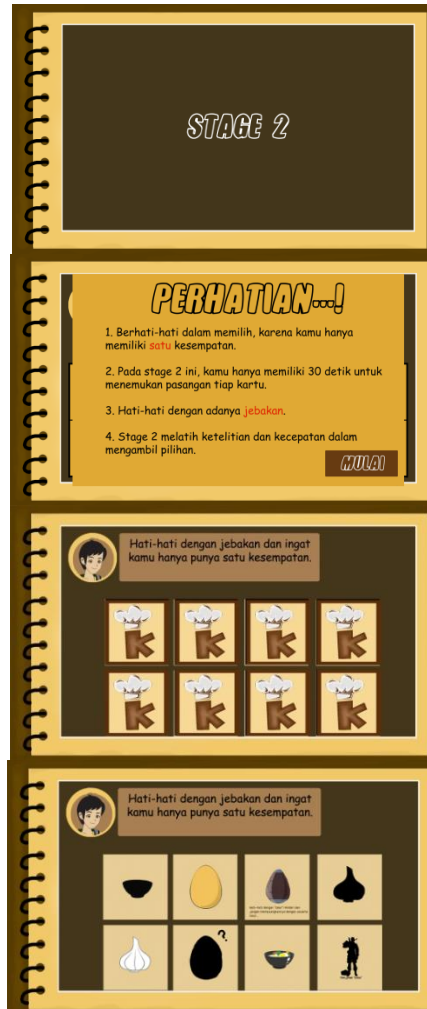 STAGE 2
PERHATIAN...!
1. Berhati-hati dalam memilih, karena kamu hanya
memiliki satu kesempatan.
2. Pada stage 2 ini, kamu hanya memiliki 30 detik untuk
menemukan pasangan tiap kartu.
3. Hati-hati dengan adanya jebakan.
4. Stage 2 melatih ketelitian dan kecepatan dalam
mengambil pilihan.
MULAI
Hati-hati dengan jebakan dan ingat
kamu hanya punya satu kesempatan.
K K K K
K K K K
Hati-hati dengan jebakan dan ingat
kamu hanya punya satu kesempatan.
?